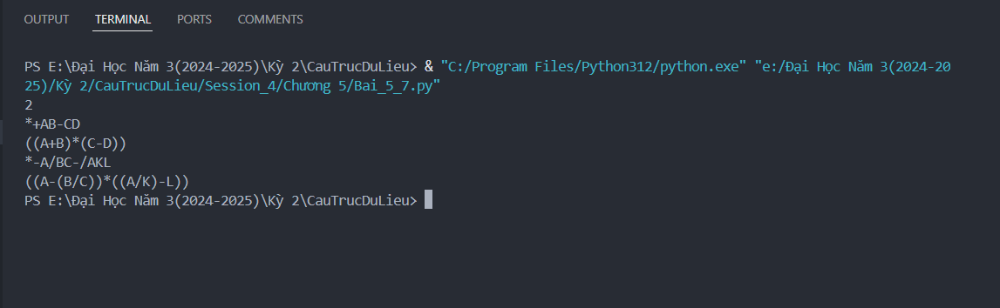 OUTPUT TERMINAL PORTS COMMENTS
PS E:\Đại Học Năm 3(2024-2025)\Kỳ 2\CauTrucDuLieu> & "C:/Program Files/Python312/python.exe" "e:/Đại Học Năm 3(2024-20
25)/Kỳ 2/CauTrucDuLieu/Session_4/Chương 5/Bai_5_7.py"
2
*+AB-CD
((A+B)*(C-D))
*-A/BC-/AKL
((A-(B/C))*((A/K)-L))
PS E:\Đại Học Năm 3(2024-2025)\Kỳ 2\CauTrucDuLieu>